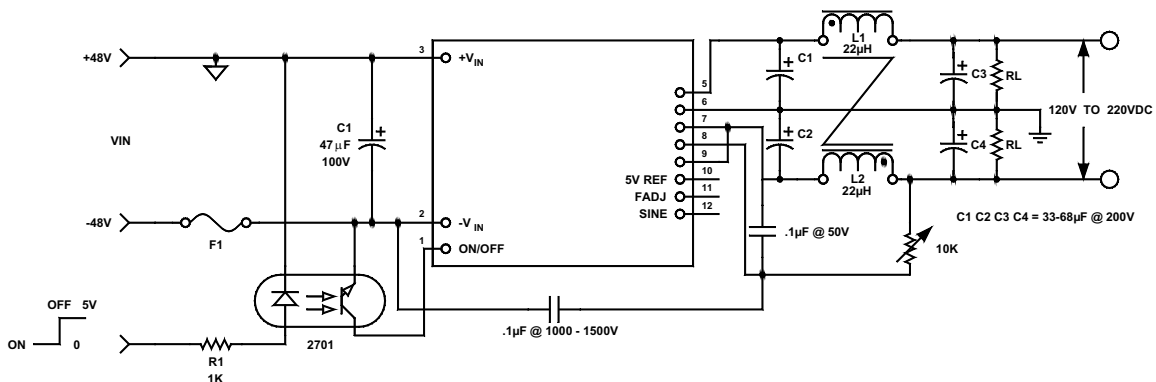 +48V
VIN
-48V
F1
C1
47µF
100V
3
+VIN
2
-VIN
1
ON/OFF
5
6
7
8
9
10
5V REF
11
FADJ
12
SINE
C1
C2
L1
22µH
L2
22µH
C3
C4
RL
RL
120V TO 220VDC
C1 C2 C3 C4 = 33-68µF @ 200V
.1µF @ 50V
10K
.1µF @ 1000 - 1500V
2701
OFF 5V
ON 0
R1
1K